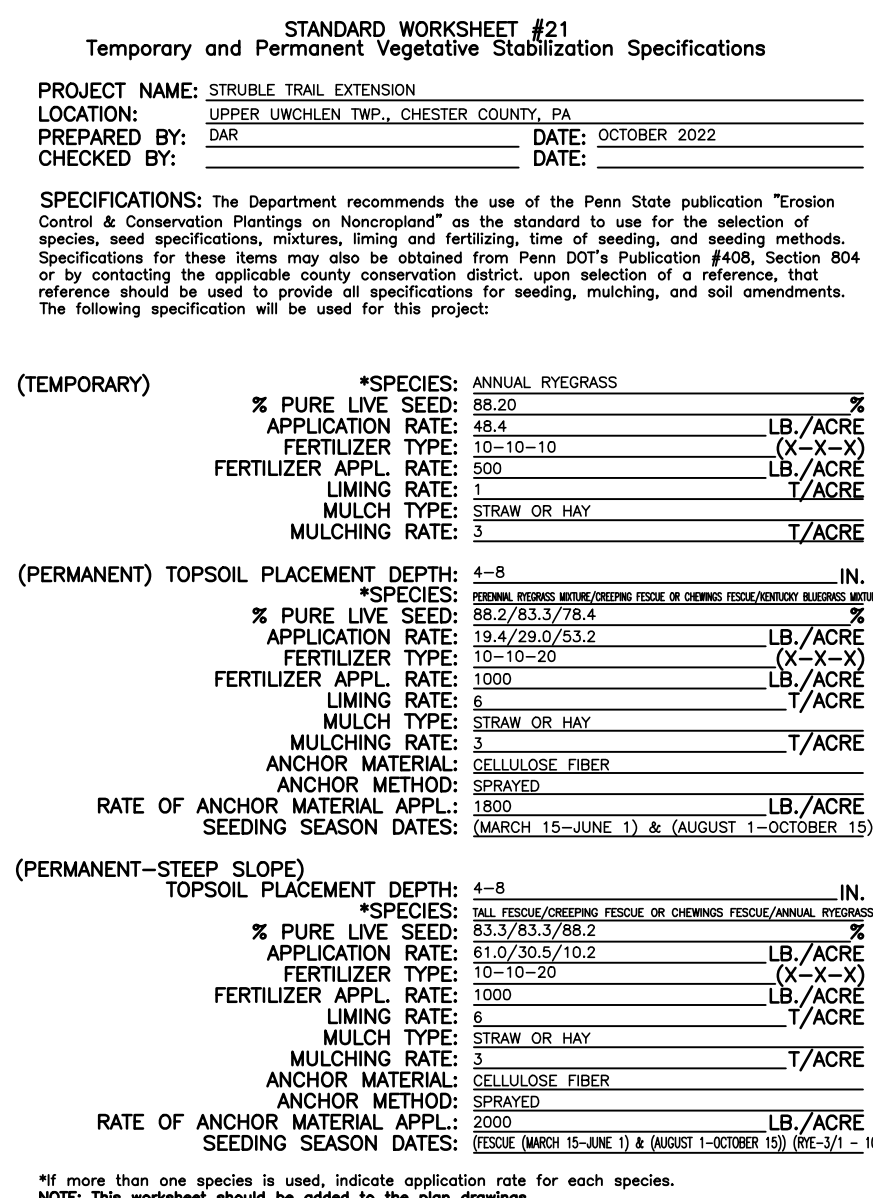 STANDARD WORKSHEET #21
Temporary and Permanent Vegetative Stabilization Specifications
PROJECT NAME: STRUBLE TRAIL EXTENSION
LOCATION: UPPER UWCHLEN TWP., CHESTER COUNTY, PA
PREPARED BY: DAR DATE: OCTOBER 2022
CHECKED BY: DATE:
SPECIFICATIONS: The Department recommends the use of the Penn State publication "Erosion
Control & Conservation Plantings on Noncropland" as the standard to use for the selection of
species, seed specifications, mixtures, liming and fertilizing, time of seeding, and seeding methods.
Specifications for these items may also be obtained from Penn DOT's Publication #408, Section 804
or by contacting the applicable county conservation district. upon selection of a reference, that
reference should be used to provide all specifications for seeding, mulching, and soil amendments.
The following specification will be used for this project:
(TEMPORARY) *SPECIES: ANNUAL RYEGRASS
% PURE LIVE SEED: 88.20 %
APPLICATION RATE: 48.4 LB./ACRE
FERTILIZER TYPE: 10-10-10 (X-X-X)
FERTILIZER APPL. RATE: 500 LB./ACRE
LIMING RATE: 1 T/ACRE
MULCH TYPE: STRAW OR HAY
MULCHING RATE: 3 T/ACRE
(PERMANENT) TOPSOIL PLACEMENT DEPTH: 4-8 IN.
*SPECIES: PERENNIAL RYEGRASS MIXTURE/CREEPING FESCUE OR CHEWINGS FESCUE/KENTUCKY BLUEGRASS MIXTU
% PURE LIVE SEED: 88.2/83.3/78.4 %
APPLICATION RATE: 19.4/29.0/53.2 LB./ACRE
FERTILIZER TYPE: 10-10-20 (X-X-X)
FERTILIZER APPL. RATE: 1000 LB./ACRE
LIMING RATE: 6 T/ACRE
MULCH TYPE: STRAW OR HAY
MULCHING RATE: 3 T/ACRE
ANCHOR MATERIAL: CELLULOSE FIBER
ANCHOR METHOD: SPRAYED
RATE OF ANCHOR MATERIAL APPL.: 1800 LB./ACRE
SEEDING SEASON DATES: (MARCH 15-JUNE 1) & (AUGUST 1-OCTOBER 15)
(PERMANENT-STEEP SLOPE)
TOPSOIL PLACEMENT DEPTH: 4-8 IN.
*SPECIES: TALL FESCUE/CREEPING FESCUE OR CHEWINGS FESCUE/ANNUAL RYEGRASS
% PURE LIVE SEED: 83.3/83.3/88.2 %
APPLICATION RATE: 61.0/30.5/10.2 LB./ACRE
FERTILIZER TYPE: 10-10-20 (X-X-X)
FERTILIZER APPL. RATE: 1000 LB./ACRE
LIMING RATE: 6 T/ACRE
MULCH TYPE: STRAW OR HAY
MULCHING RATE: 3 T/ACRE
ANCHOR MATERIAL: CELLULOSE FIBER
ANCHOR METHOD: SPRAYED
RATE OF ANCHOR MATERIAL APPL.: 2000 LB./ACRE
SEEDING SEASON DATES: (FESCUE (MARCH 15-JUNE 1) & (AUGUST 1-OCTOBER 15)) (RYE-3/1 - 1
*If more than one species is used, indicate application rate for each species.
NOTE: This worksheet should be added to the plan drawings